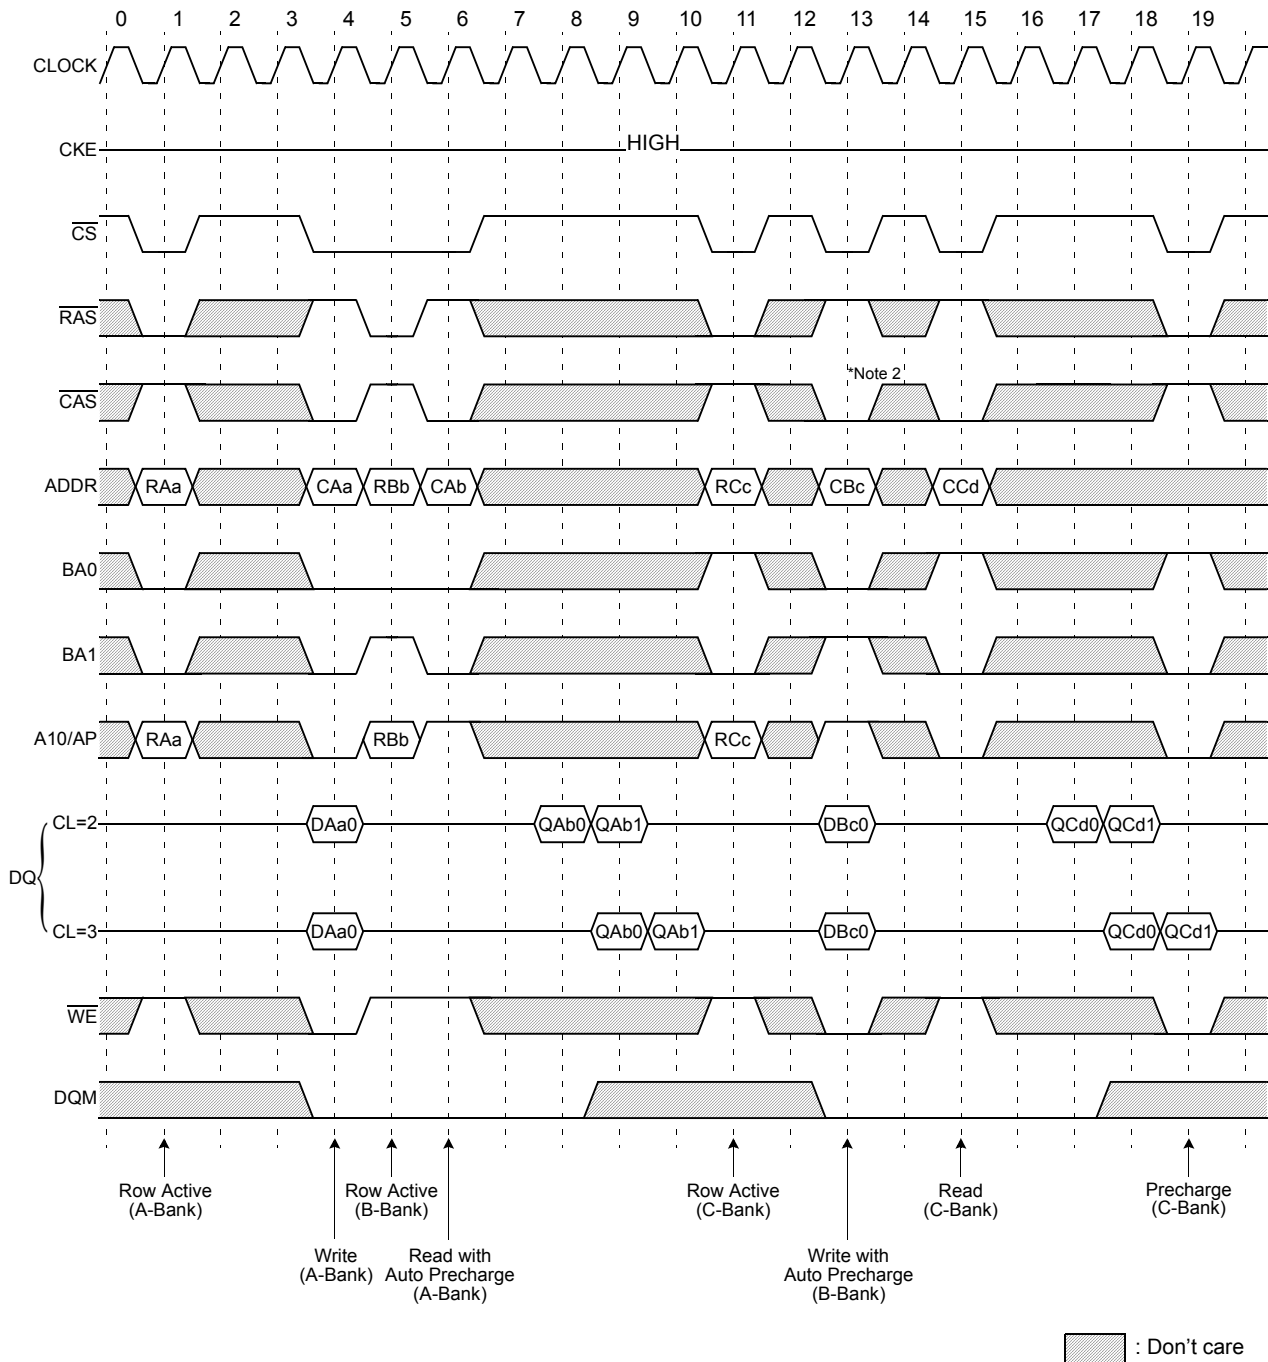 0 1 2 3 4 5 6 7 8 9 10 11 12 13 14 15 16 17 18 19
CLOCK
CKE HIGH
CS
RAS
*Note 2
CAS
ADDR RAa CAa RBb CAb RCc CBc CCd
BA0
BA1
A10/AP RAa RBb RCc
CL=2 DAa0 QAb0 QAb1 DBc0 QCd0 QCd1
DQ
CL=3 DAa0 QAb0 QAb1 DBc0 QCd0 QCd1
WE
DQM
Row Active
(A-Bank)
Row Active
(B-Bank)
Row Active
(C-Bank)
Read
(C-Bank)
Precharge
(C-Bank)
Write
(A-Bank)
Read with
Auto Precharge
(A-Bank)
Write with
Auto Precharge
(B-Bank)
: Don't care